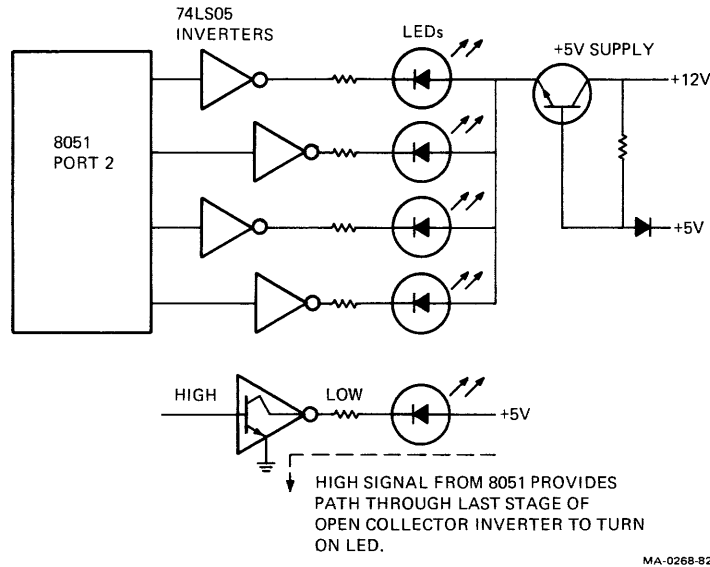 74LS05
INVERTERS
LEDs
+5V SUPPLY
+12V
8051
PORT 2
+5V
HIGH
LOW
+5V
HIGH SIGNAL FROM 8051 PROVIDES
PATH THROUGH LAST STAGE OF
OPEN COLLECTOR INVERTER TO TURN
ON LED.
MA-0268-82